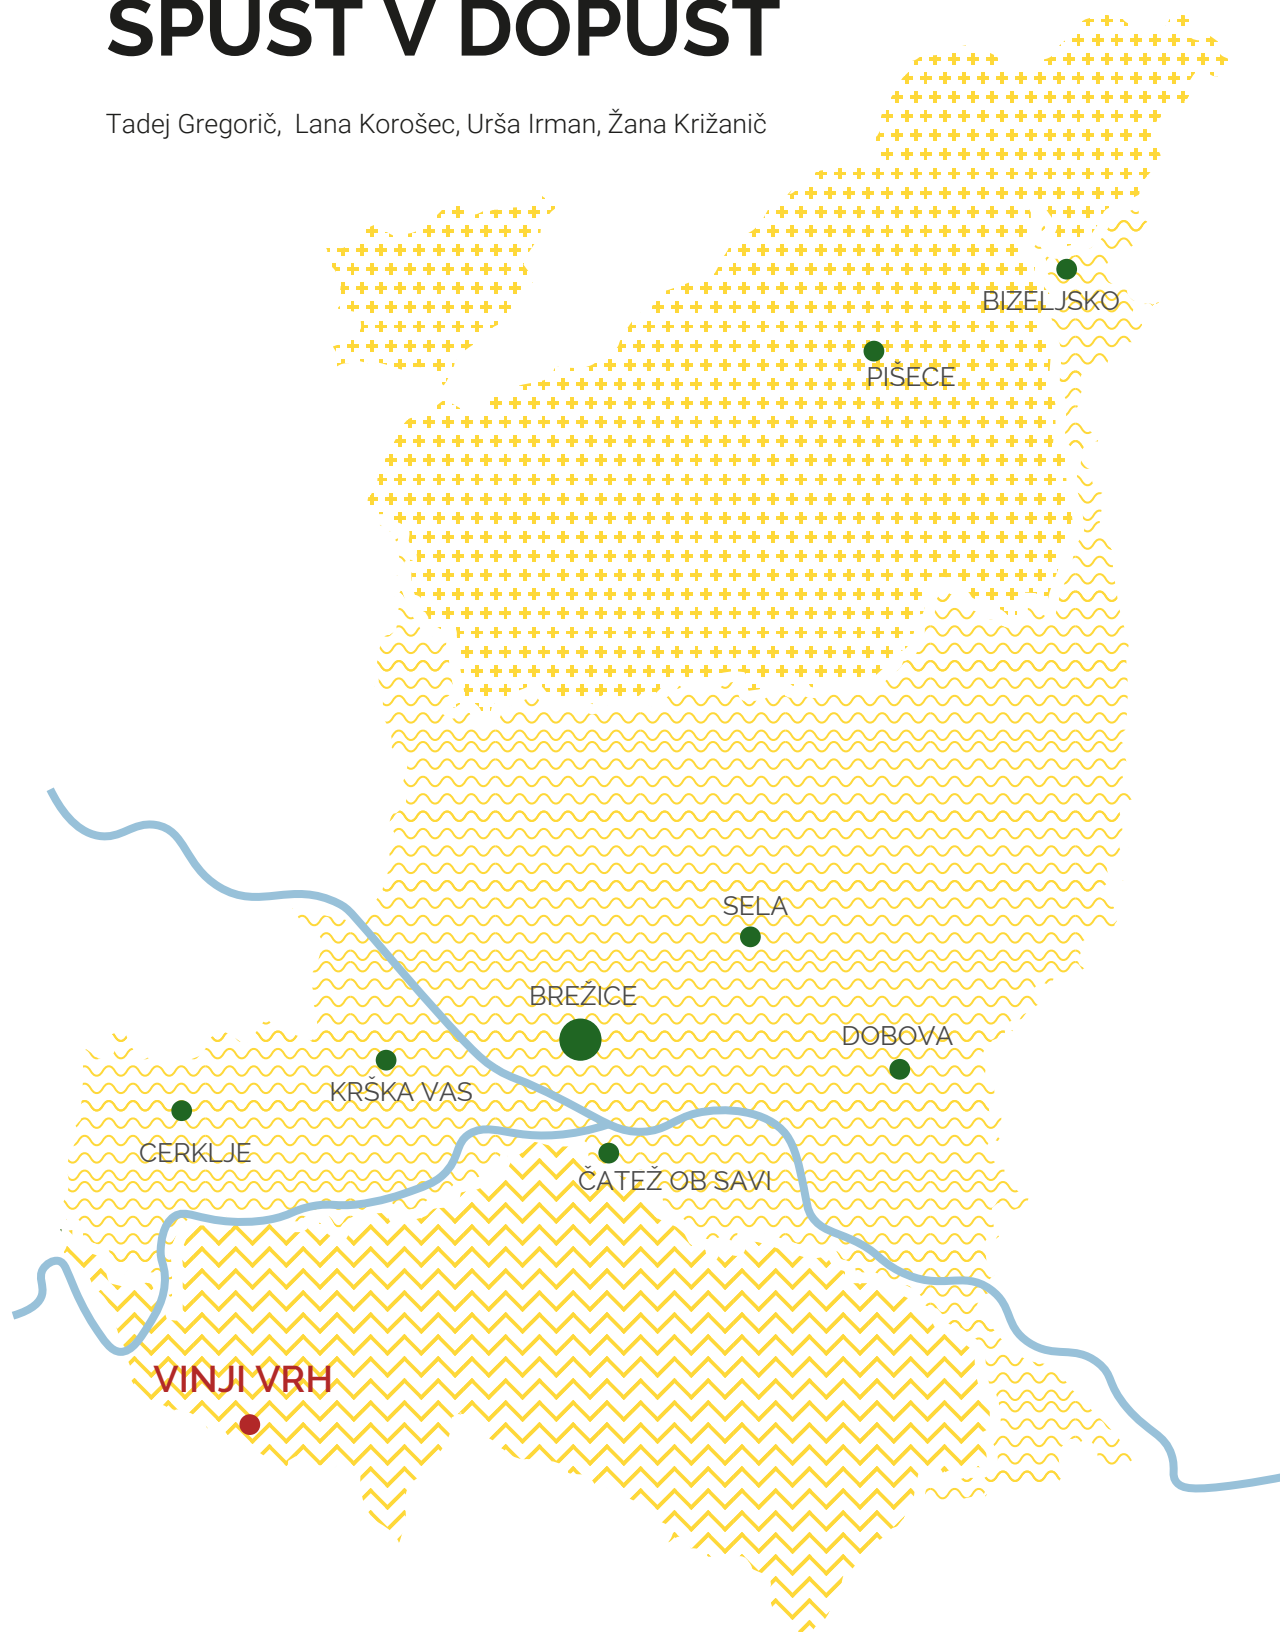 SPUST V DOPUST
Tadej Gregorič, Lana Korošec, Urša Irman, Žana Križanič
BIZELJSKO
PIŠECE
SELA
BREŽICE
DOBOVA
KRŠKA VAS
CERKLJE
ČATEŽ OB SAVI
VINJI VRH